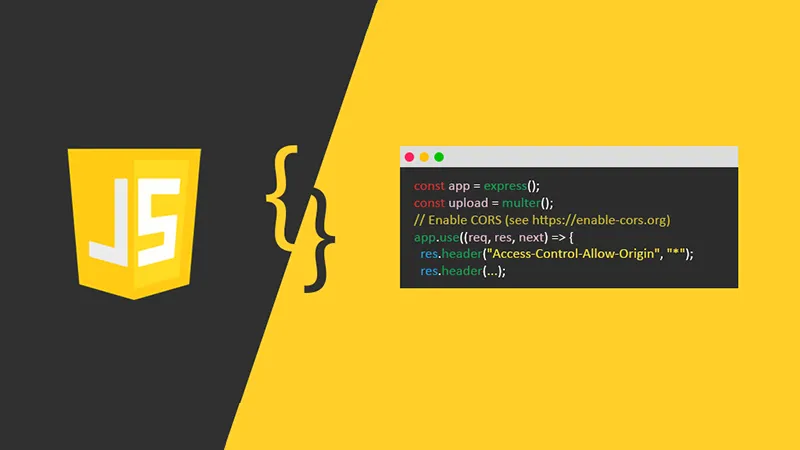 JS
{}
const app = express();
const upload = multer();
// Enable CORS (see https://enable-cors.org)
app.use((req, res, next) => {
  res.header("Access-Control-Allow-Origin", "*");
  res.header(...);